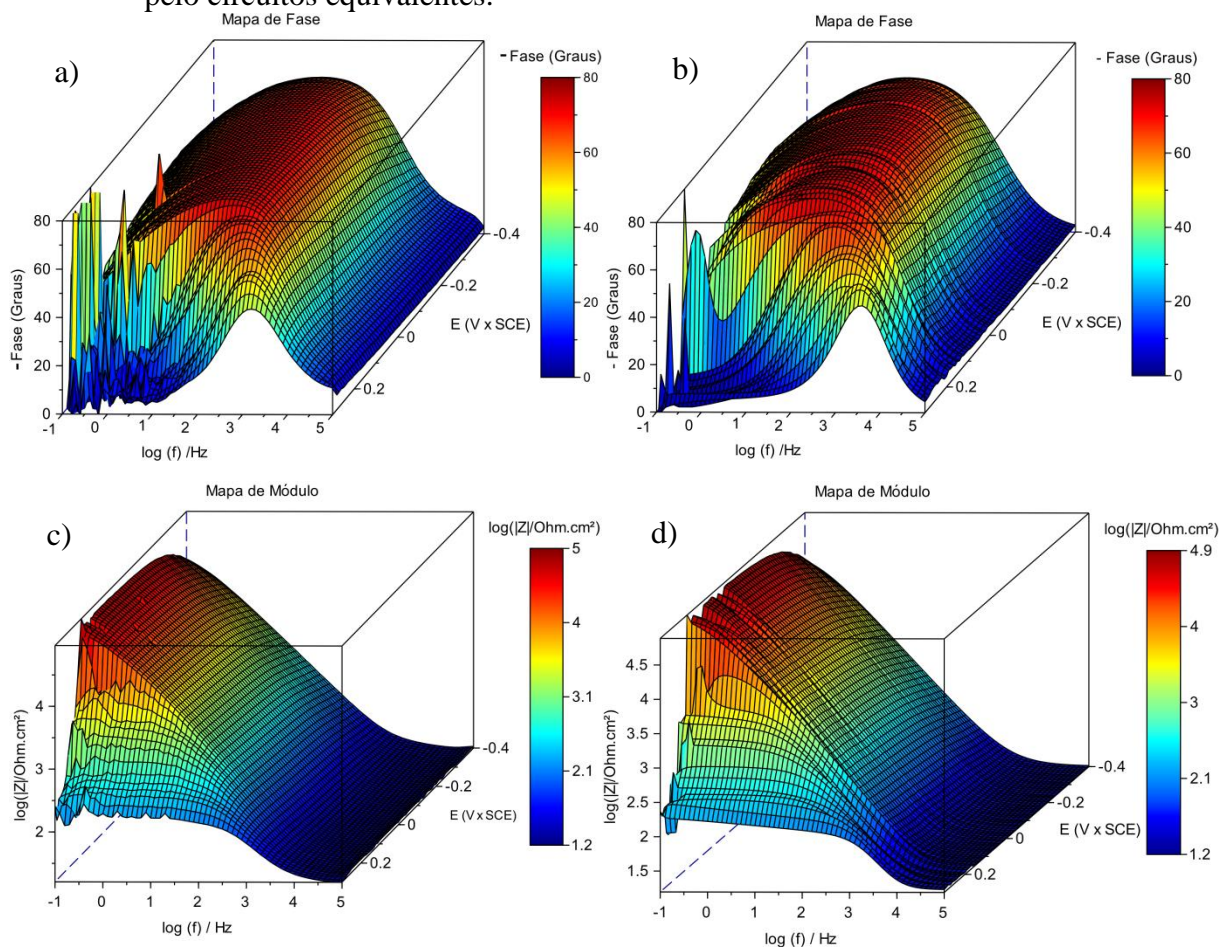 pelo circuitos equivalentes.
Mapa de Fase
a)
- Fase (Graus)
80
60
40
20
0
-0.4
-0.2
0
0.2
E (V x SCE)
80
60
40
20
0
- Fase (Graus)
-1 0 1 2 3 4 5
log (f) /Hz
Mapa de Fase
b)
- Fase (Graus)
80
60
40
20
0
-0.4
-0.2
0
0.2
E (V x SCE)
80
60
40
20
0
- Fase (Graus)
-1 0 1 2 3 4 5
log (f) /Hz
Mapa de Módulo
c)
log(|Z|/Ohm.cm²)
5
4
3.1
2.1
1.2
-0.4
-0.2
0
0.2
E (V x SCE)
4
3
2
log(|Z|/Ohm.cm²)
-1 0 1 2 3 4 5
log (f) / Hz
Mapa de Módulo
d)
log(|Z|/Ohm.cm²)
4.9
4
3
2.1
1.2
-0.4
-0.2
0
0.2
E (V x SCE)
4.5
4
3.5
3
2.5
2
1.5
log(|Z|/Ohm.cm²)
-1 0 1 2 3 4 5
log (f) / Hz